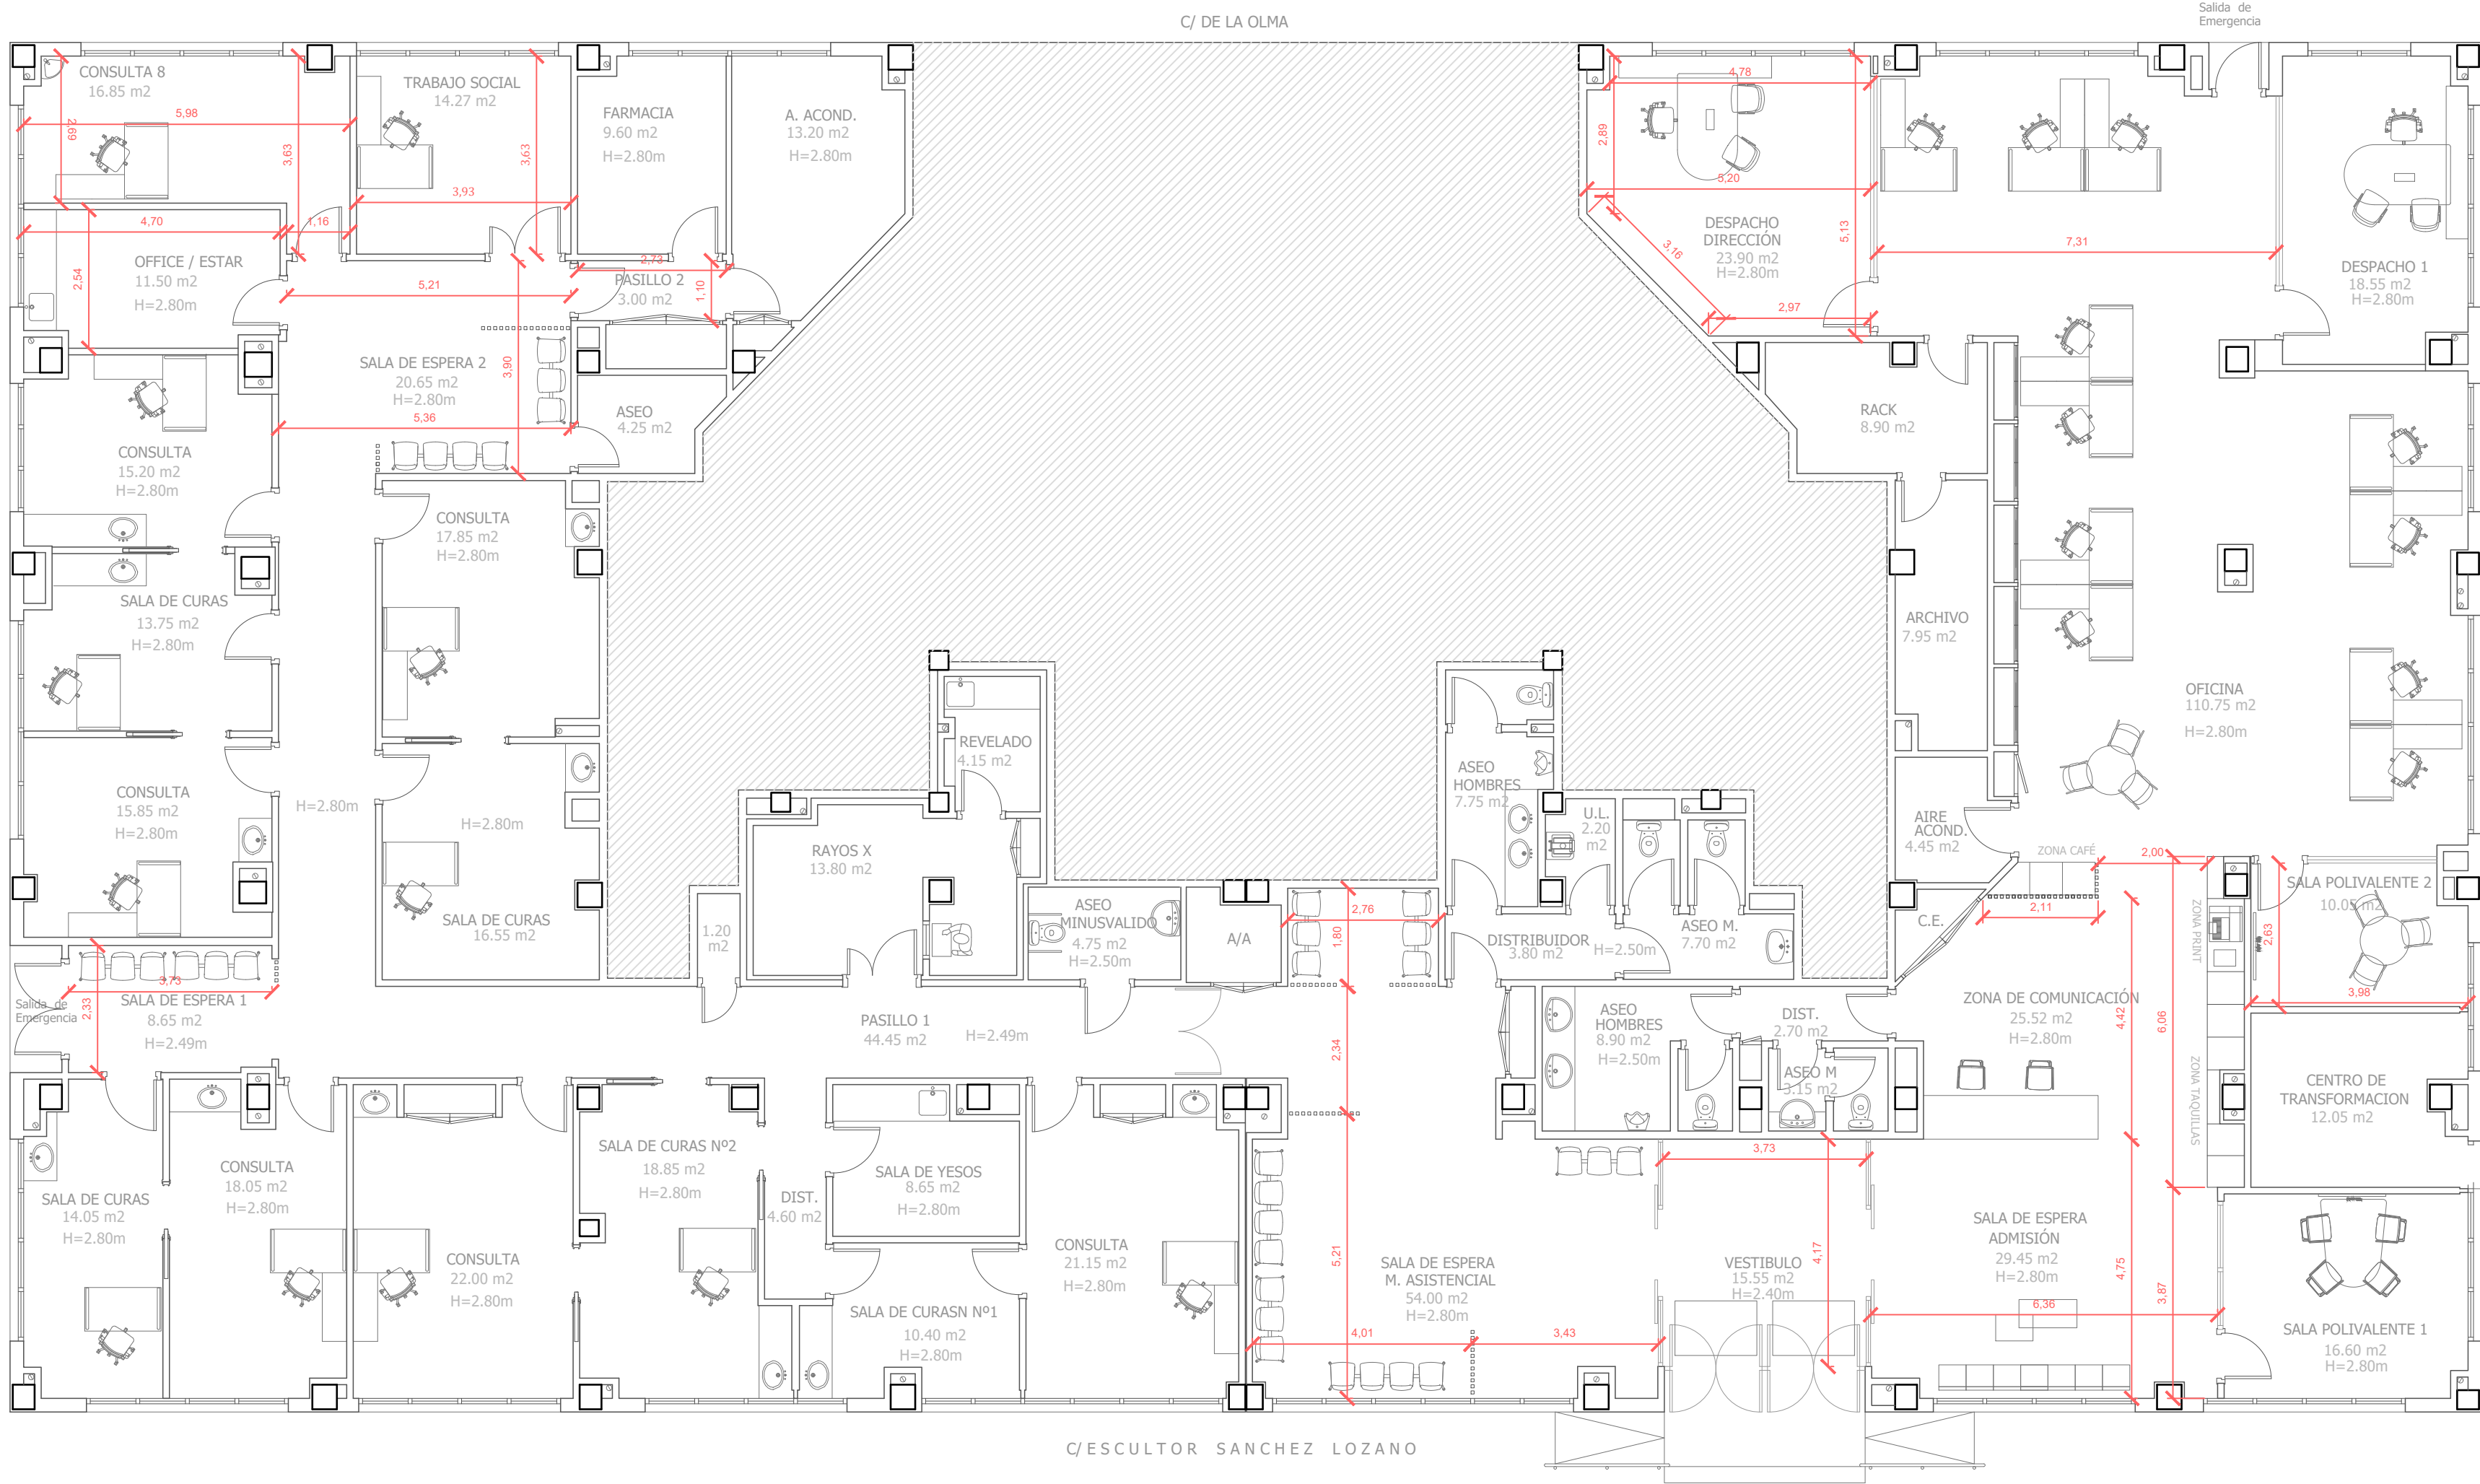 C/ DE LA OLMA
Salida de
Emergencia
CONSULTA 8
16.85 m2
5,98
2,69
3,63
TRABAJO SOCIAL
14.27 m2
3,63
3,93
FARMACIA
9.60 m2
H=2.80m
A. ACOND.
13.20 m2
H=2.80m
4,70
1,16
2,54
OFFICE / ESTAR
11.50 m2
H=2.80m
5,21
2,73
PASILLO 2
3.00 m2
1,10
SALA DE ESPERA 2
20.65 m2
H=2.80m
3,90
5,36
ASEO
4.25 m2
4,78
2,89
5,20
3,16
DESPACHO
DIRECCIÓN
23.90 m2
H=2.80m
5,13
2,97
7,31
DESPACHO 1
18.55 m2
H=2.80m
RACK
8.90 m2
CONSULTA
15.20 m2
H=2.80m
CONSULTA
17.85 m2
H=2.80m
SALA DE CURAS
13.75 m2
H=2.80m
ARCHIVO
7.95 m2
OFICINA
110.75 m2
H=2.80m
CONSULTA
15.85 m2
H=2.80m
H=2.80m
H=2.80m
SALA DE CURAS
16.55 m2
REVELADO
4.15 m2
RAYOS X
13.80 m2
1.20
m2
ASEO
MINUSVALIDO
4.75 m2
H=2.50m
A/A
2,76
1,80
ASEO
HOMBRES
7.75 m2
U.L.
2.20
m2
DISTRIBUIDOR
3.80 m2
H=2.50m
ASEO M.
7.70 m2
AIRE
ACOND.
4.45 m2
ZONA CAFÉ
2,00
2,11
C.E.
ZONA PRINT
SALA POLIVALENTE 2
10.05 m2
2,63
3,98
3,73
2,33
Salida de
Emergencia
SALA DE ESPERA 1
8.65 m2
H=2.49m
PASILLO 1
44.45 m2
H=2.49m
2,34
ASEO
HOMBRES
8.90 m2
H=2.50m
DIST.
2.70 m2
ASEO M
3.15 m2
ZONA DE COMUNICACIÓN
25.52 m2
H=2.80m
4,42
6,06
ZONA TAQUILLAS
CENTRO DE
TRANSFORMACION
12.05 m2
SALA DE CURAS
14.05 m2
H=2.80m
CONSULTA
18.05 m2
H=2.80m
CONSULTA
22.00 m2
H=2.80m
SALA DE CURAS Nº2
18.85 m2
H=2.80m
DIST.
4.60 m2
SALA DE YESOS
8.65 m2
H=2.80m
SALA DE CURASN Nº1
10.40 m2
H=2.80m
CONSULTA
21.15 m2
H=2.80m
5,21
SALA DE ESPERA
M. ASISTENCIAL
54.00 m2
H=2.80m
4,01
3,43
3,73
4,17
VESTIBULO
15.55 m2
H=2.40m
SALA DE ESPERA
ADMISIÓN
29.45 m2
H=2.80m
6,36
4,75
3,87
SALA POLIVALENTE 1
16.60 m2
H=2.80m
C/ ESCULTOR SANCHEZ LOZANO